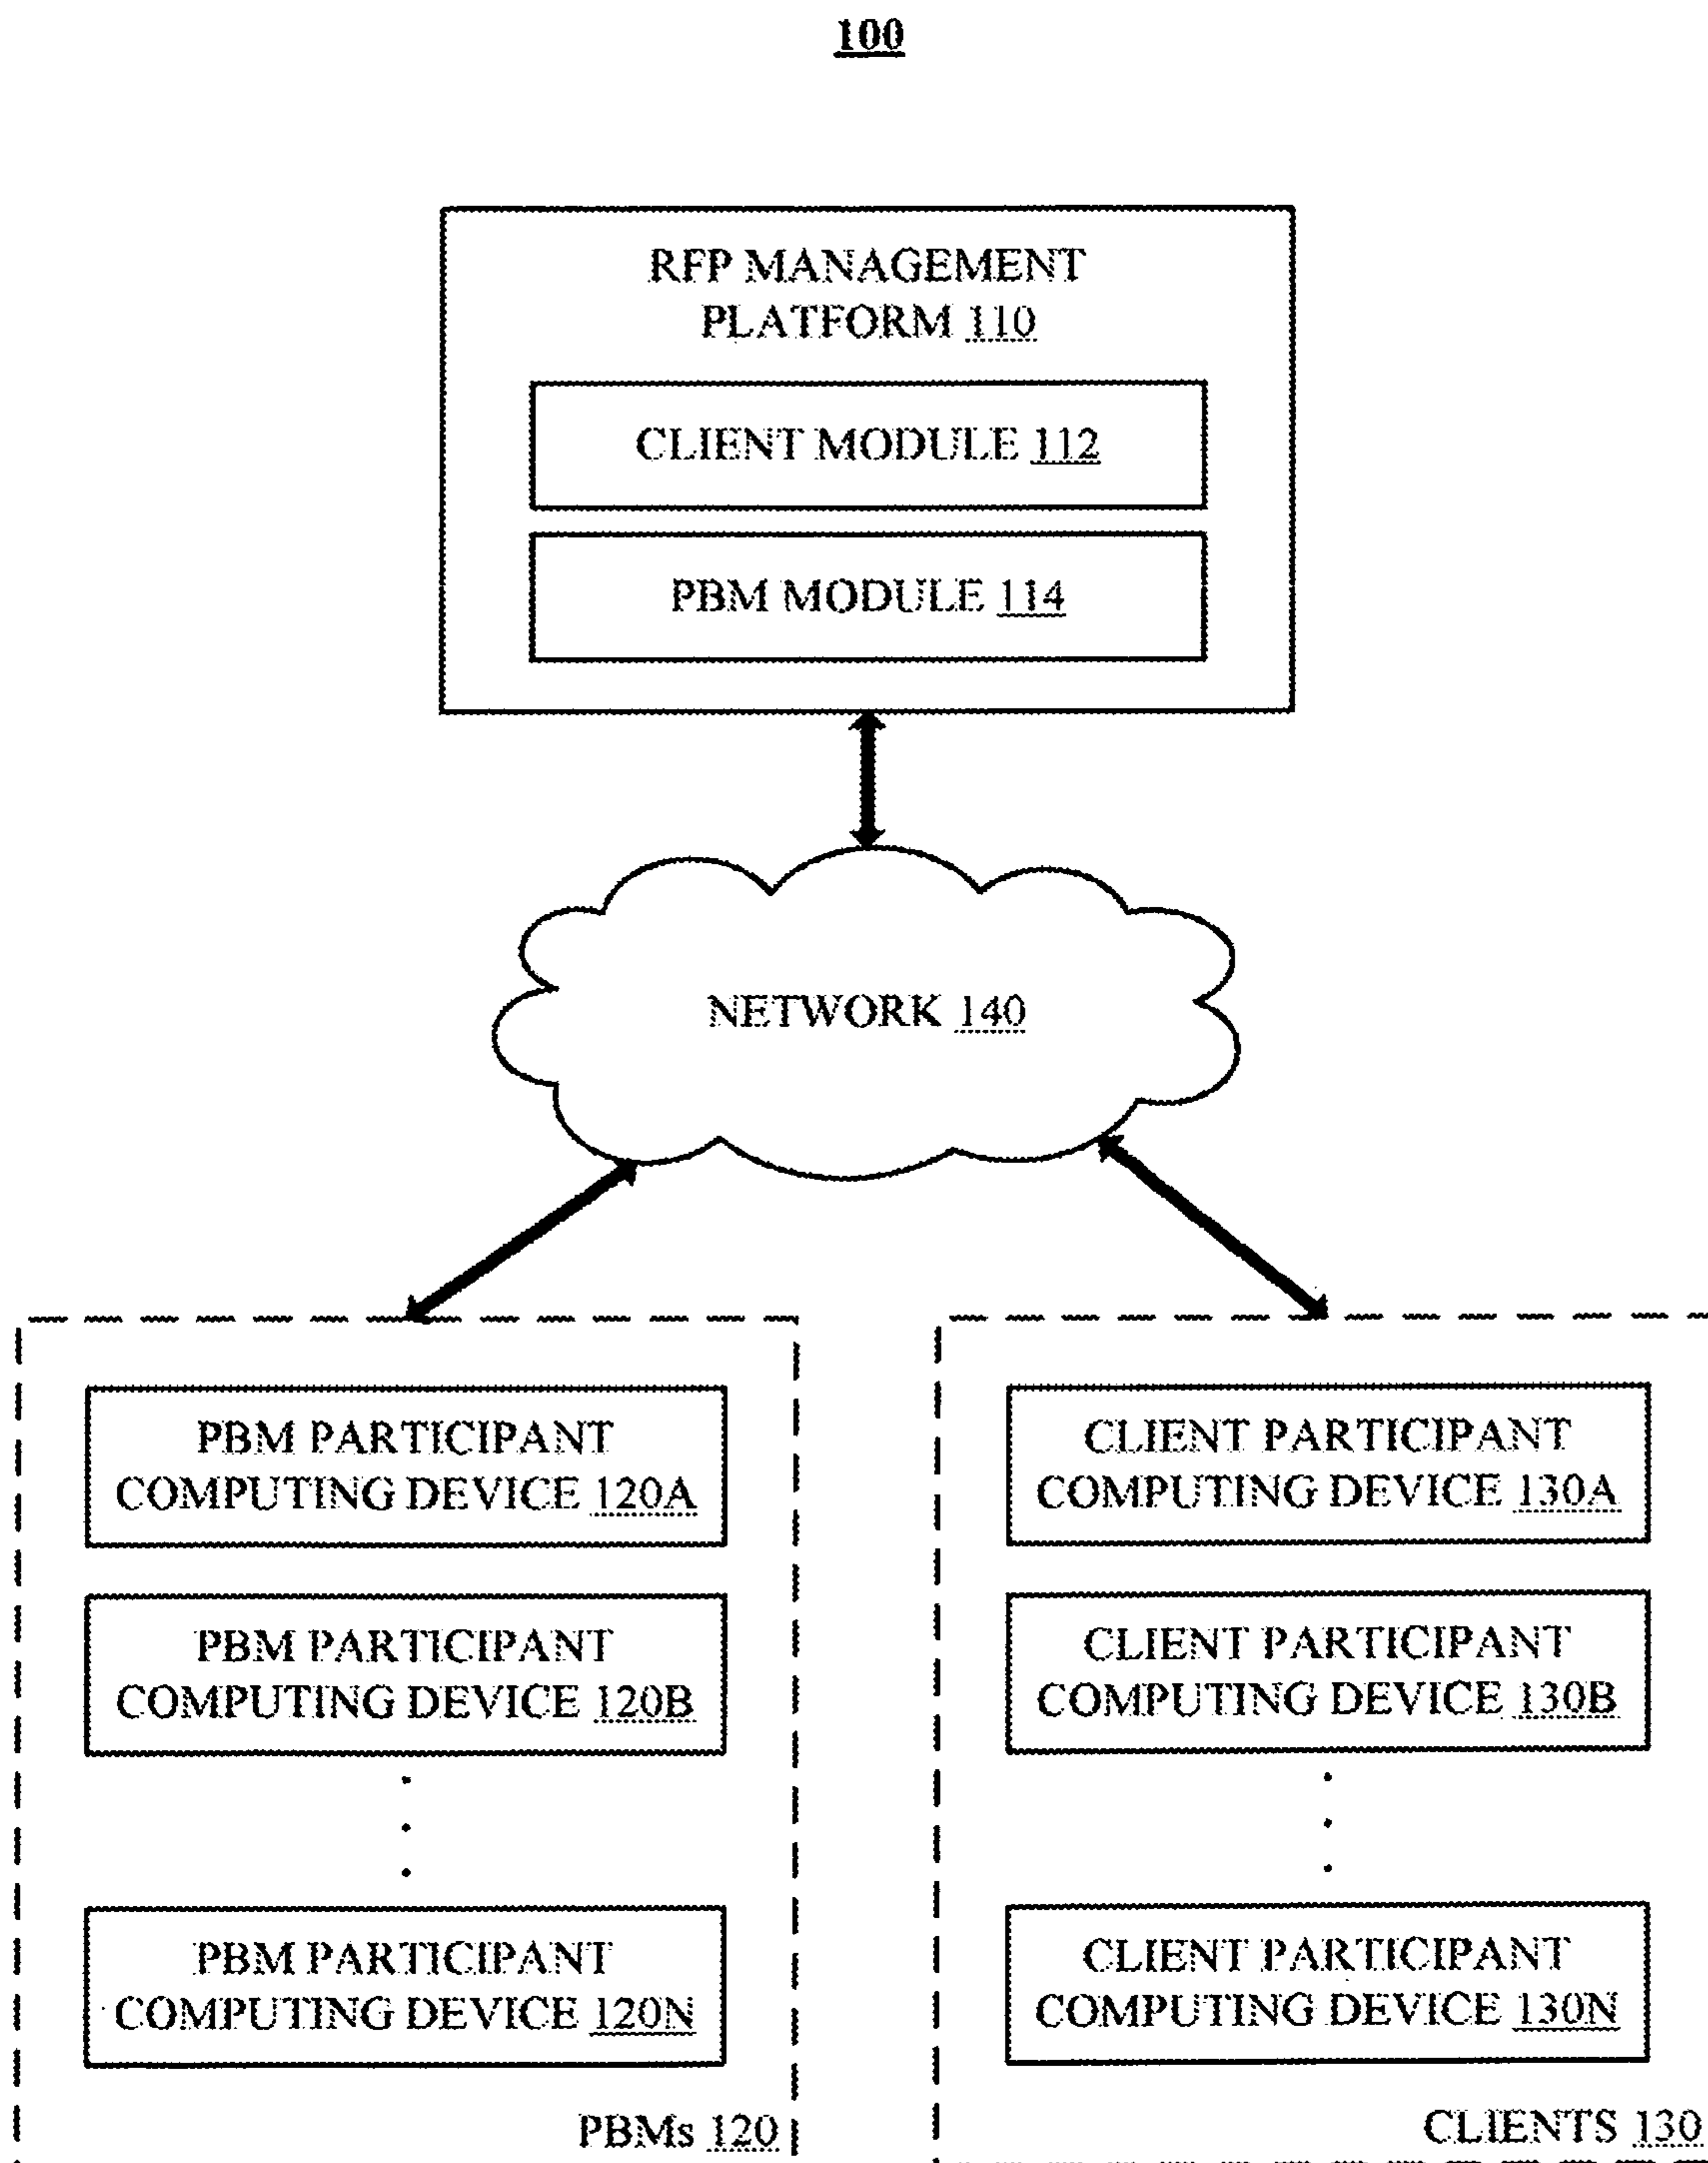 100
RFP MANAGEMENT
PLATFORM 110
CLIENT MODULE 112
PBM MODULE 114
NETWORK 140
PBM PARTICIPANT
COMPUTING DEVICE 120A
PBM PARTICIPANT
COMPUTING DEVICE 120B
PBM PARTICIPANT
COMPUTING DEVICE 120N
PBMs 120
CLIENT PARTICIPANT
COMPUTING DEVICE 130A
CLIENT PARTICIPANT
COMPUTING DEVICE 130B
CLIENT PARTICIPANT
COMPUTING DEVICE 130N
CLIENTS 130